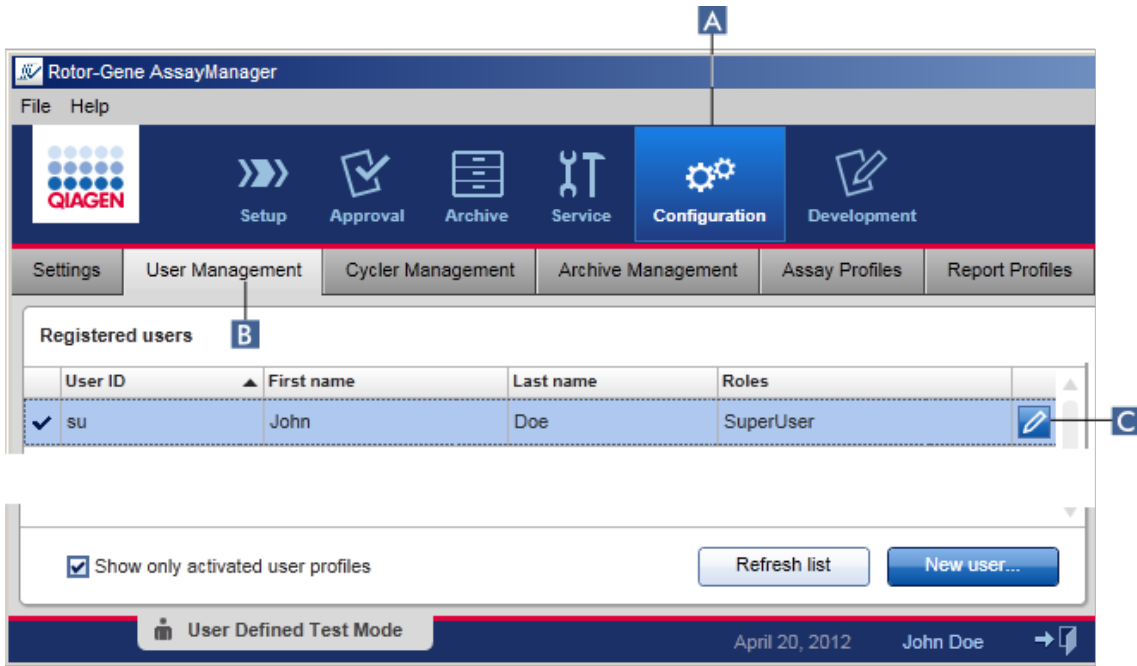 A
Rotor-Gene AssayManager
File Help
QIAGEN
Setup Approval Archive Service Configuration Development
Settings User Management Cycler Management Archive Management Assay Profiles Report Profiles
Registered users B
User ID First name Last name Roles
su John Doe SuperUser C
Show only activated user profiles Refresh list New user...
User Defined Test Mode April 20, 2012 John Doe